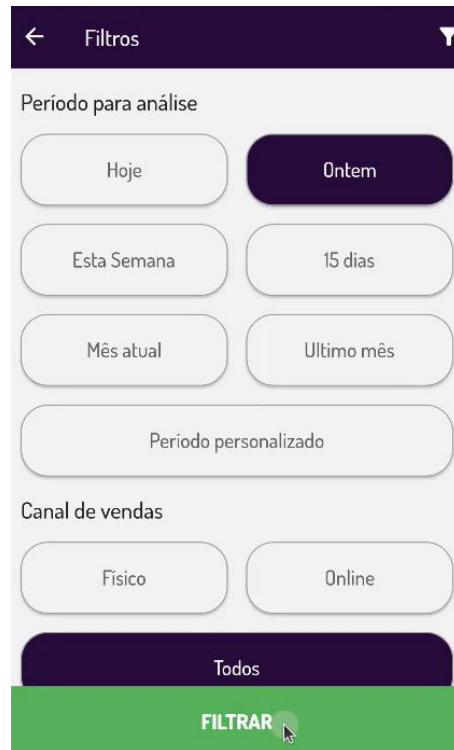 Filtros
Período para análise
Hoje
Ontem
Esta Semana
15 dias
Mês atual
Ultimo mês
Período personalizado
Canal de vendas
Físico
Online
Todos
FILTRAR